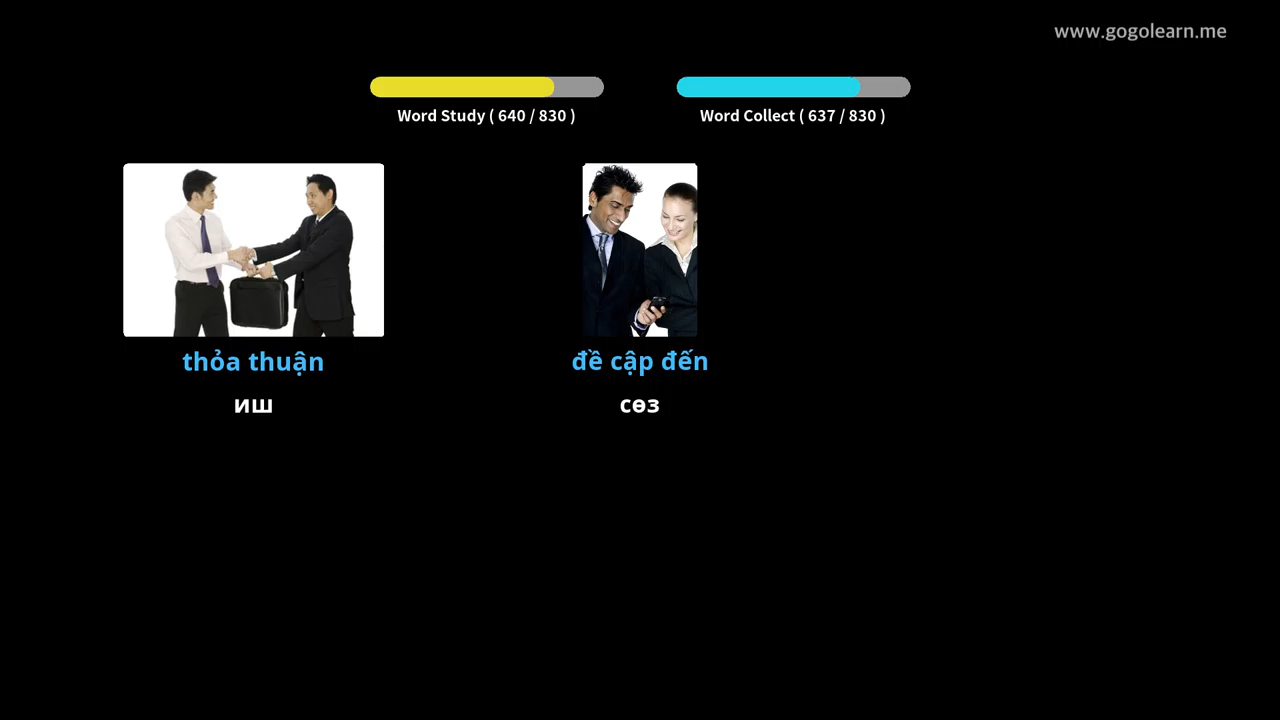 www.gogolearn.me
Word Study ( 640 / 830 )
Word Collect ( 637 / 830 )
thỏa thuận
đề cập đến
иш
сөз